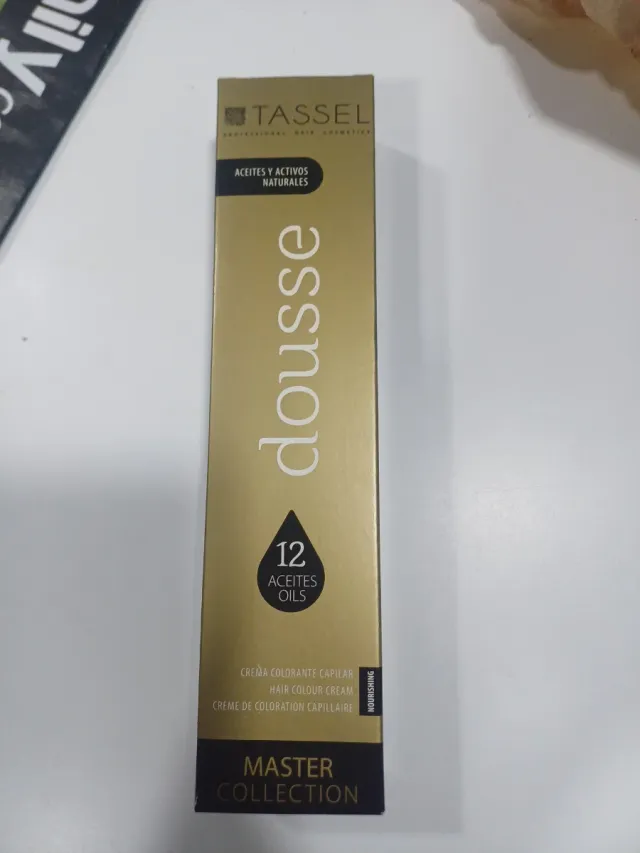 TASSEL
PROFESSIONAL HAIR COSMETICS
ACEITES Y ACTIVOS
NATURALES
dousse
12
ACEITES
OILS
CREMA COLORANTE CAPILAR
HAIR COLOUR CREAM
CREME DE COLORATION CAPILLAIRE
NOURISHING
MASTER
COLLECTION